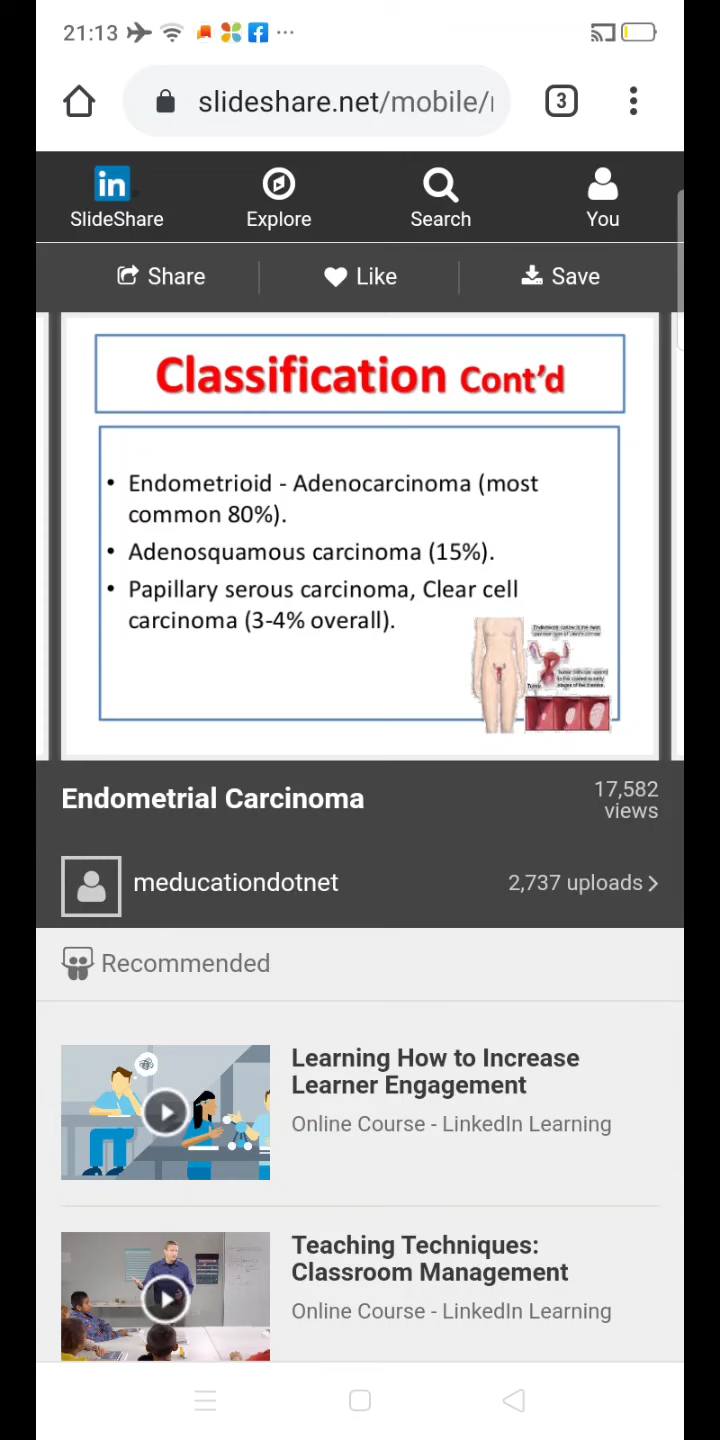 21:13
slideshare.net/mobile/
3
in
SlideShare
Explore
Search
You
Share
Like
Save
Classification Cont'd
• Endometrioid - Adenocarcinoma (most
common 80%).
• Adenosquamous carcinoma (15%).
• Papillary serous carcinoma, Clear cell
carcinoma (3-4% overall).
Endometrial Carcinoma
17,582
views
meducationdotnet
2,737 uploads
Recommended
Learning How to Increase
Learner Engagement
Online Course - LinkedIn Learning
Teaching Techniques:
Classroom Management
Online Course - LinkedIn Learning